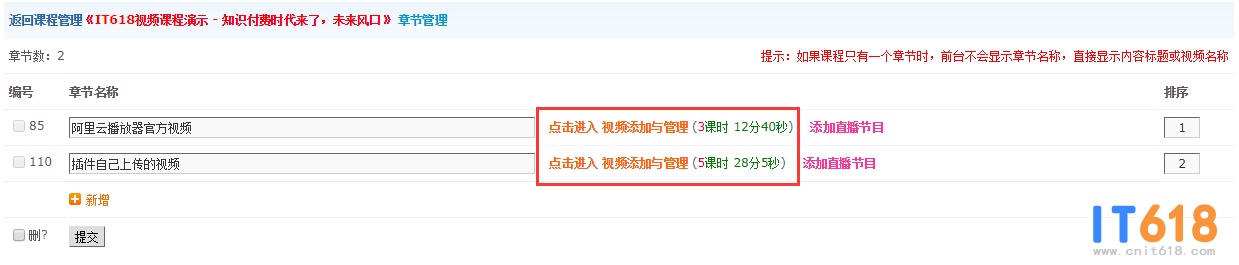 返回课程管理《IT618视频课程演示 - 知识付费时代来了，未来风口》 章节管理
章节数：2 提示：如果课程只有一个章节时，前台不会显示章节名称，直接显示内容标题或视频名称
编号 章节名称 排序
85 阿里云播放器官方视频 点击进入 视频添加与管理 (3课时 12分40秒) 添加直播节目 1
110 插件自己上传的视频 点击进入 视频添加与管理 (5课时 28分5秒) 添加直播节目 2
新增
删? 提交
IT618
www.cnit618.com